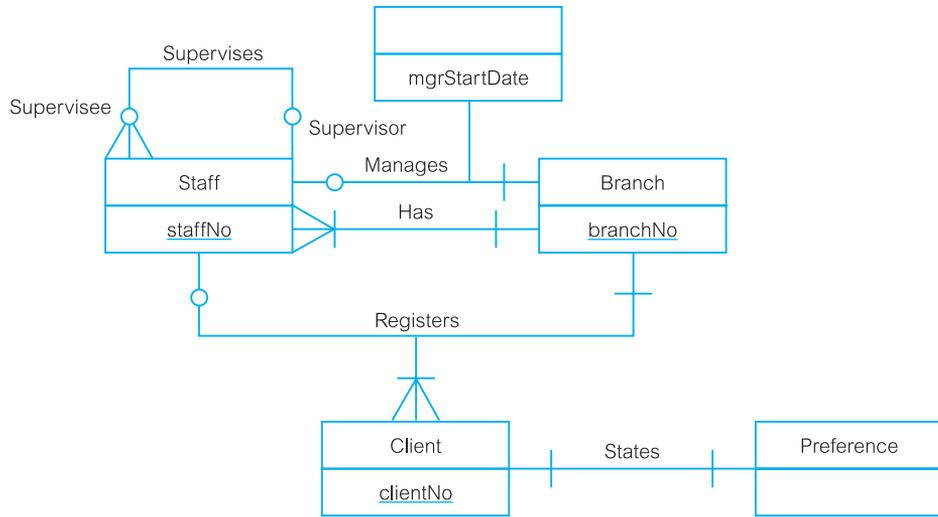 Supervises
mgrStartDate
Supervisee
Supervisor
Manages
Staff
Branch
Has
staffNo
branchNo
Registers
Client
States
Preference
clientNo